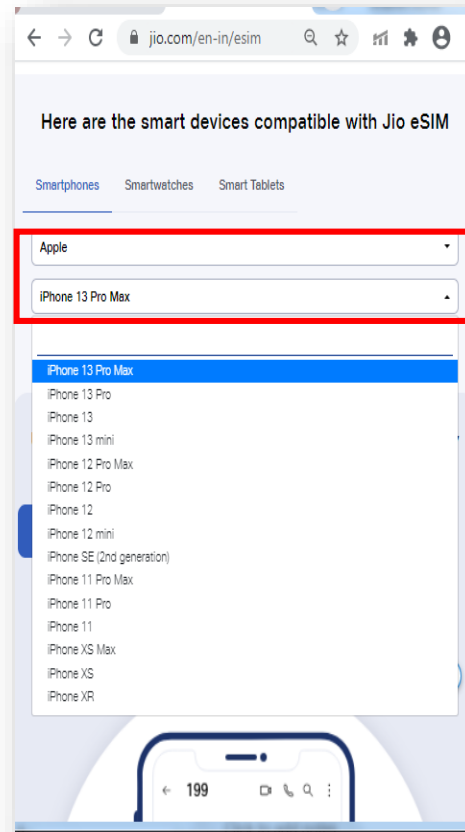 jio.com/en-in/esim
Here are the smart devices compatible with Jio eSIM
Smartphones Smartwatches Smart Tablets
Apple
iPhone 13 Pro Max
iPhone 13 Pro Max
iPhone 13 Pro
iPhone 13
iPhone 13 mini
iPhone 12 Pro Max
iPhone 12 Pro
iPhone 12
iPhone 12 mini
iPhone SE (2nd generation)
iPhone 11 Pro Max
iPhone 11 Pro
iPhone 11
iPhone XS Max
iPhone XS
iPhone XR
199